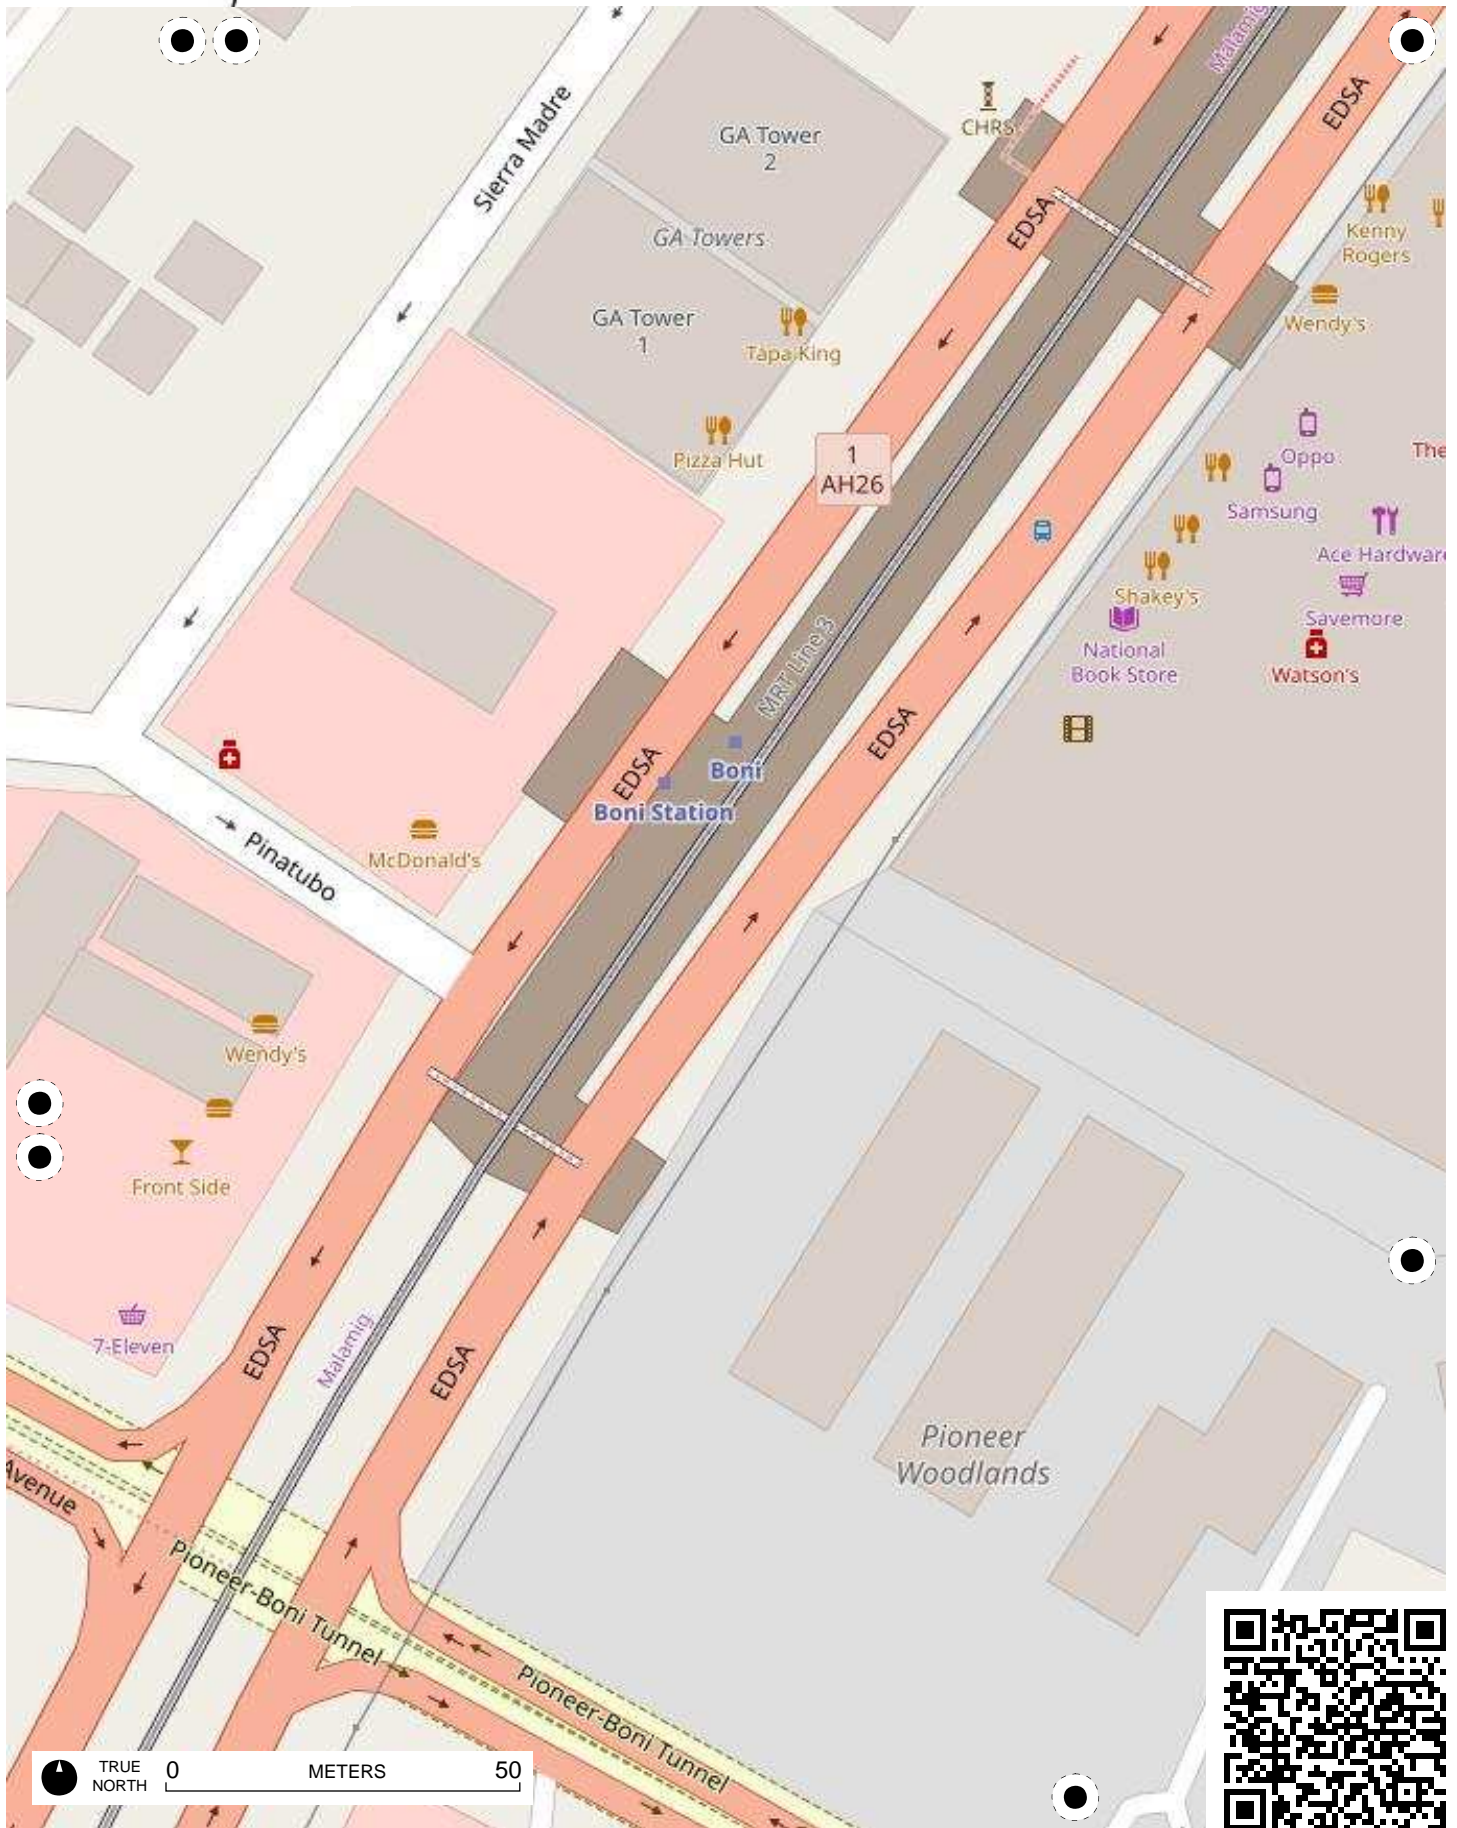 Malamig
EDSA
Sierra Madre
CHRS
GA Tower
2
EDSA
GA Towers
Kenny
Rogers
GA Tower
1
Wendy's
Tapa King
Pizza Hut
1
AH26
Oppo
The
Samsung
Ace Hardware
Shakey's
Savemore
National
Book Store
Watson's
MRT Line 3
EDSA
EDSA
Boni
Boni Station
Pinatubo
McDonald's
Wendy's
Front Side
7-Eleven
EDSA
Malamig
EDSA
Pioneer
Woodlands
Avenue
Pioneer-Boni Tunnel
Pioneer-Boni Tunnel
TRUE
NORTH
0
METERS
50